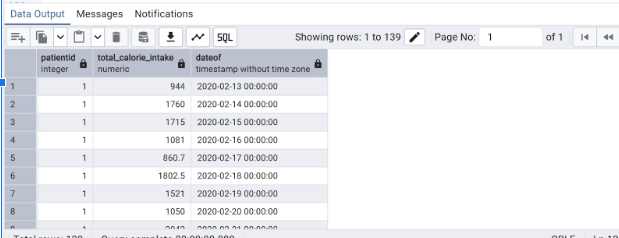 Data Output Messages Notifications
SQL Showing rows: 1 to 139 Page No: 1 of 1
patientid total_calorie_intake dateof
integer numeric timestamp without time zone
1 1 944 2020-02-13 00:00:00
2 1 1760 2020-02-14 00:00:00
3 1 1715 2020-02-15 00:00:00
4 1 1081 2020-02-16 00:00:00
5 1 860.7 2020-02-17 00:00:00
6 1 1802.5 2020-02-18 00:00:00
7 1 1521 2020-02-19 00:00:00
8 1 1050 2020-02-20 00:00:00